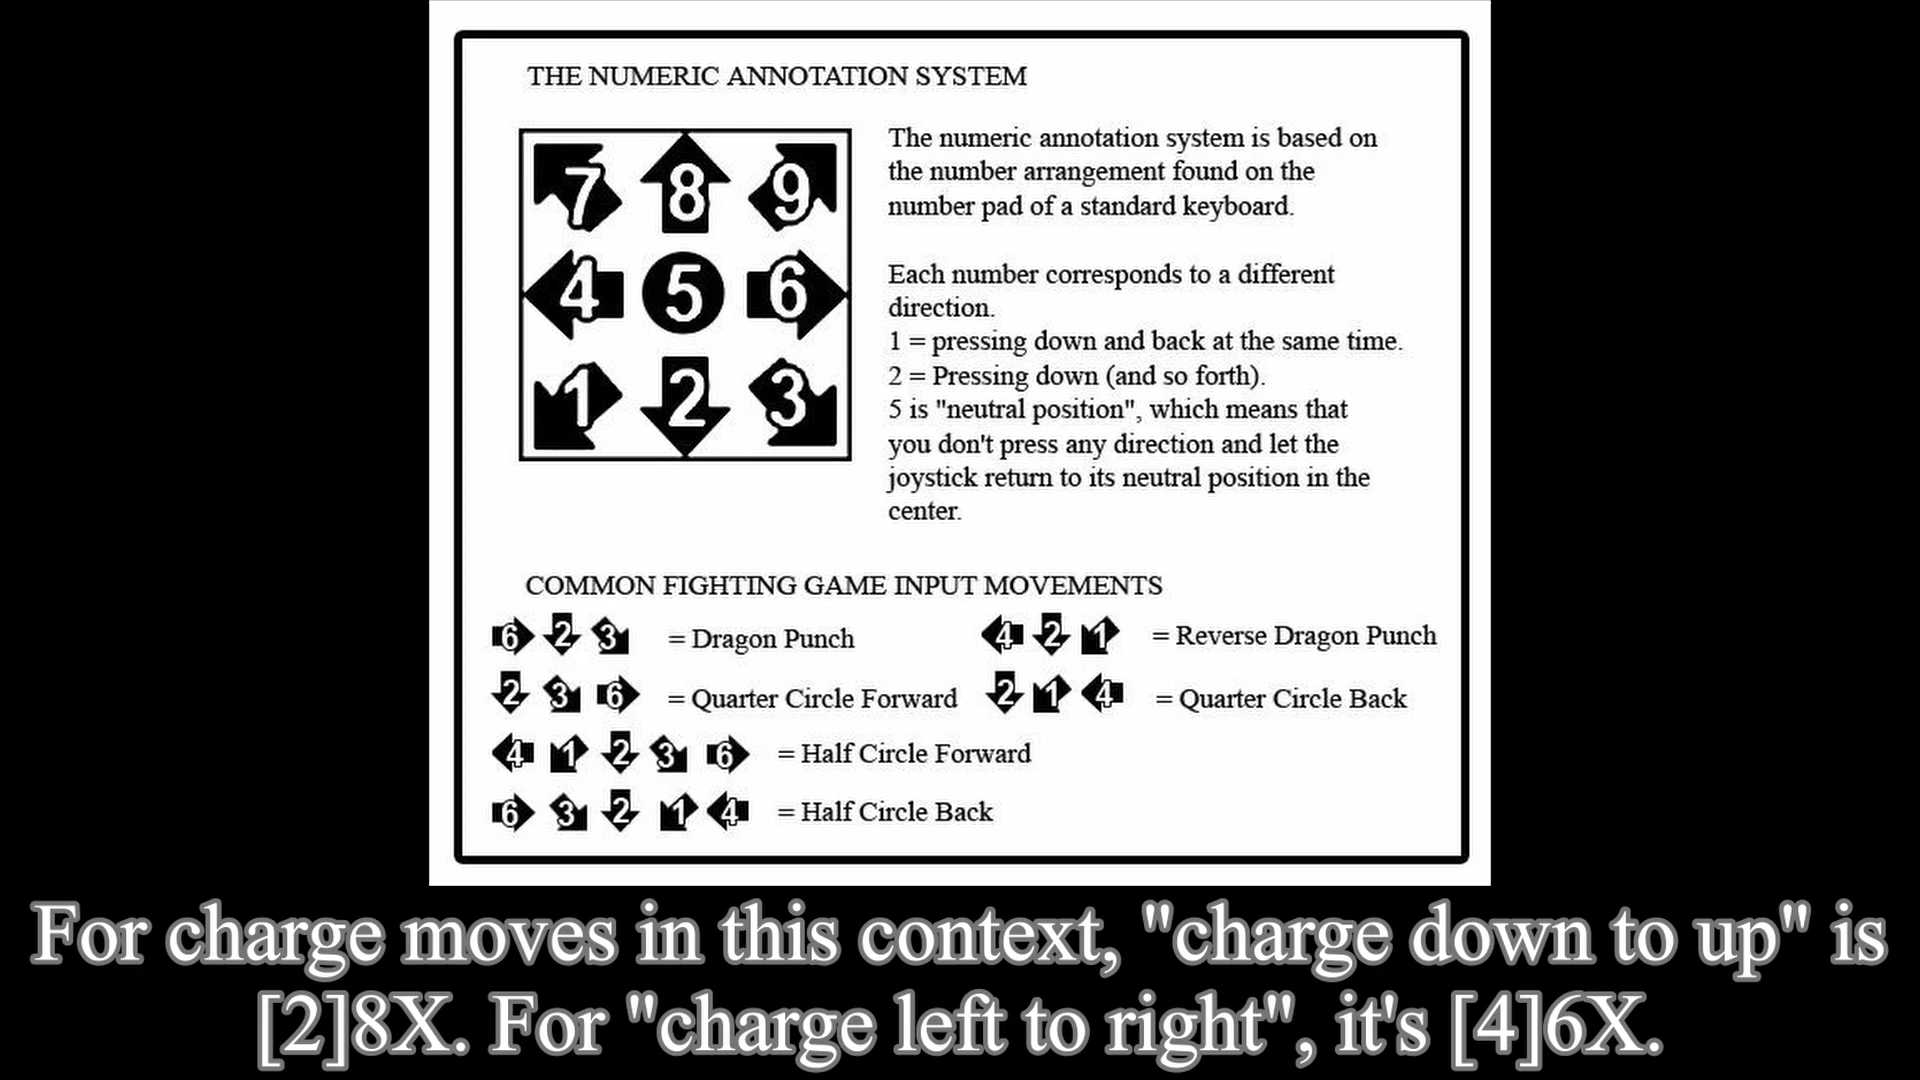 THE NUMERIC ANNOTATION SYSTEM
7 8 9
4 5 6
1 2 3
The numeric annotation system is based on
the number arrangement found on the
number pad of a standard keyboard.
Each number corresponds to a different
direction.
1 = pressing down and back at the same time.
2 = Pressing down (and so forth).
5 is "neutral position", which means that
you don't press any direction and let the
joystick return to its neutral position in the
center.
COMMON FIGHTING GAME INPUT MOVEMENTS
6 2 3 = Dragon Punch
4 2 1 = Reverse Dragon Punch
2 3 6 = Quarter Circle Forward
2 1 4 = Quarter Circle Back
4 1 2 3 6 = Half Circle Forward
6 3 2 1 4 = Half Circle Back
For charge moves in this context, "charge down to up" is
[2]8X. For "charge left to right", it's [4]6X.